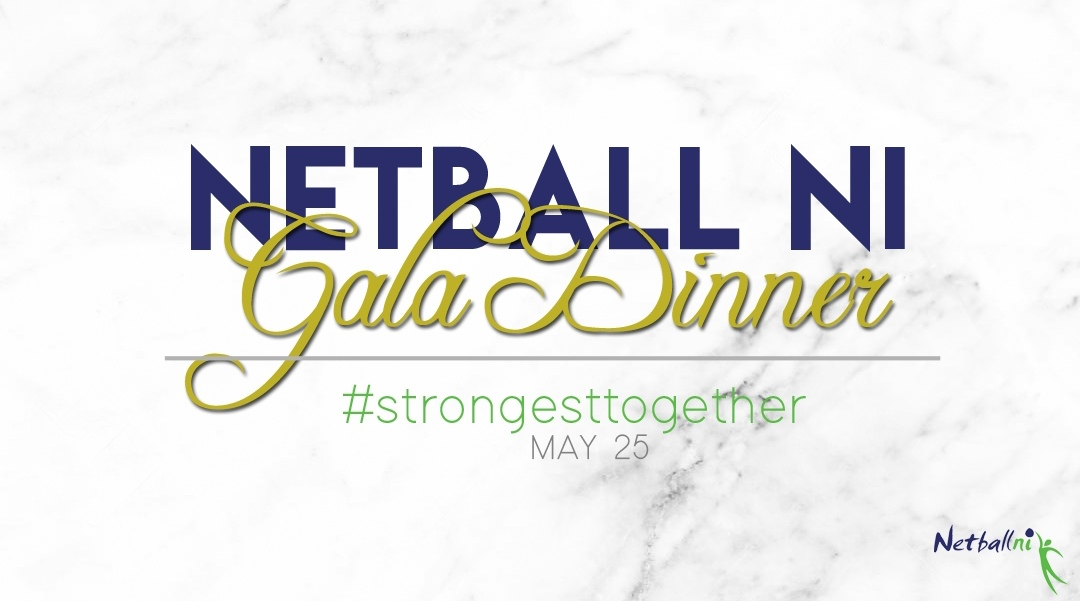 NETBALL NI
Gala Dinner
#strongesttogether
MAY 25
Netballni